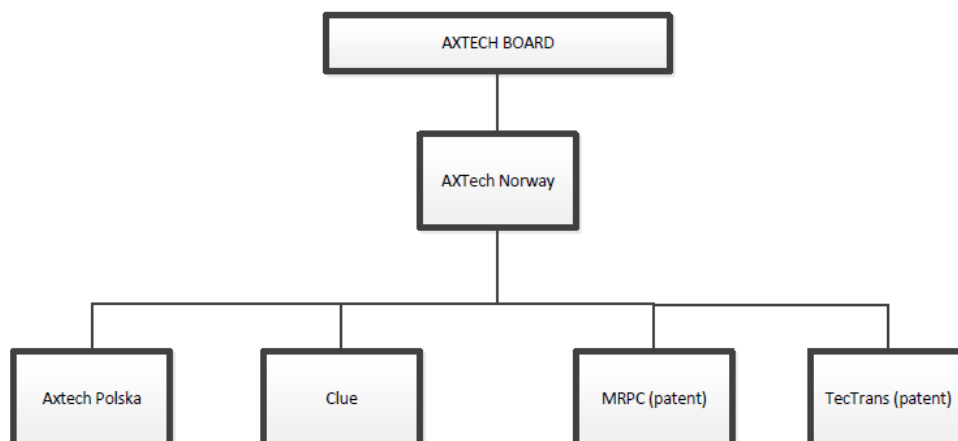 AXTECH BOARD
AXTech Norway
Axtech Polska
Clue
MRPC (patent)
TecTrans (patent)